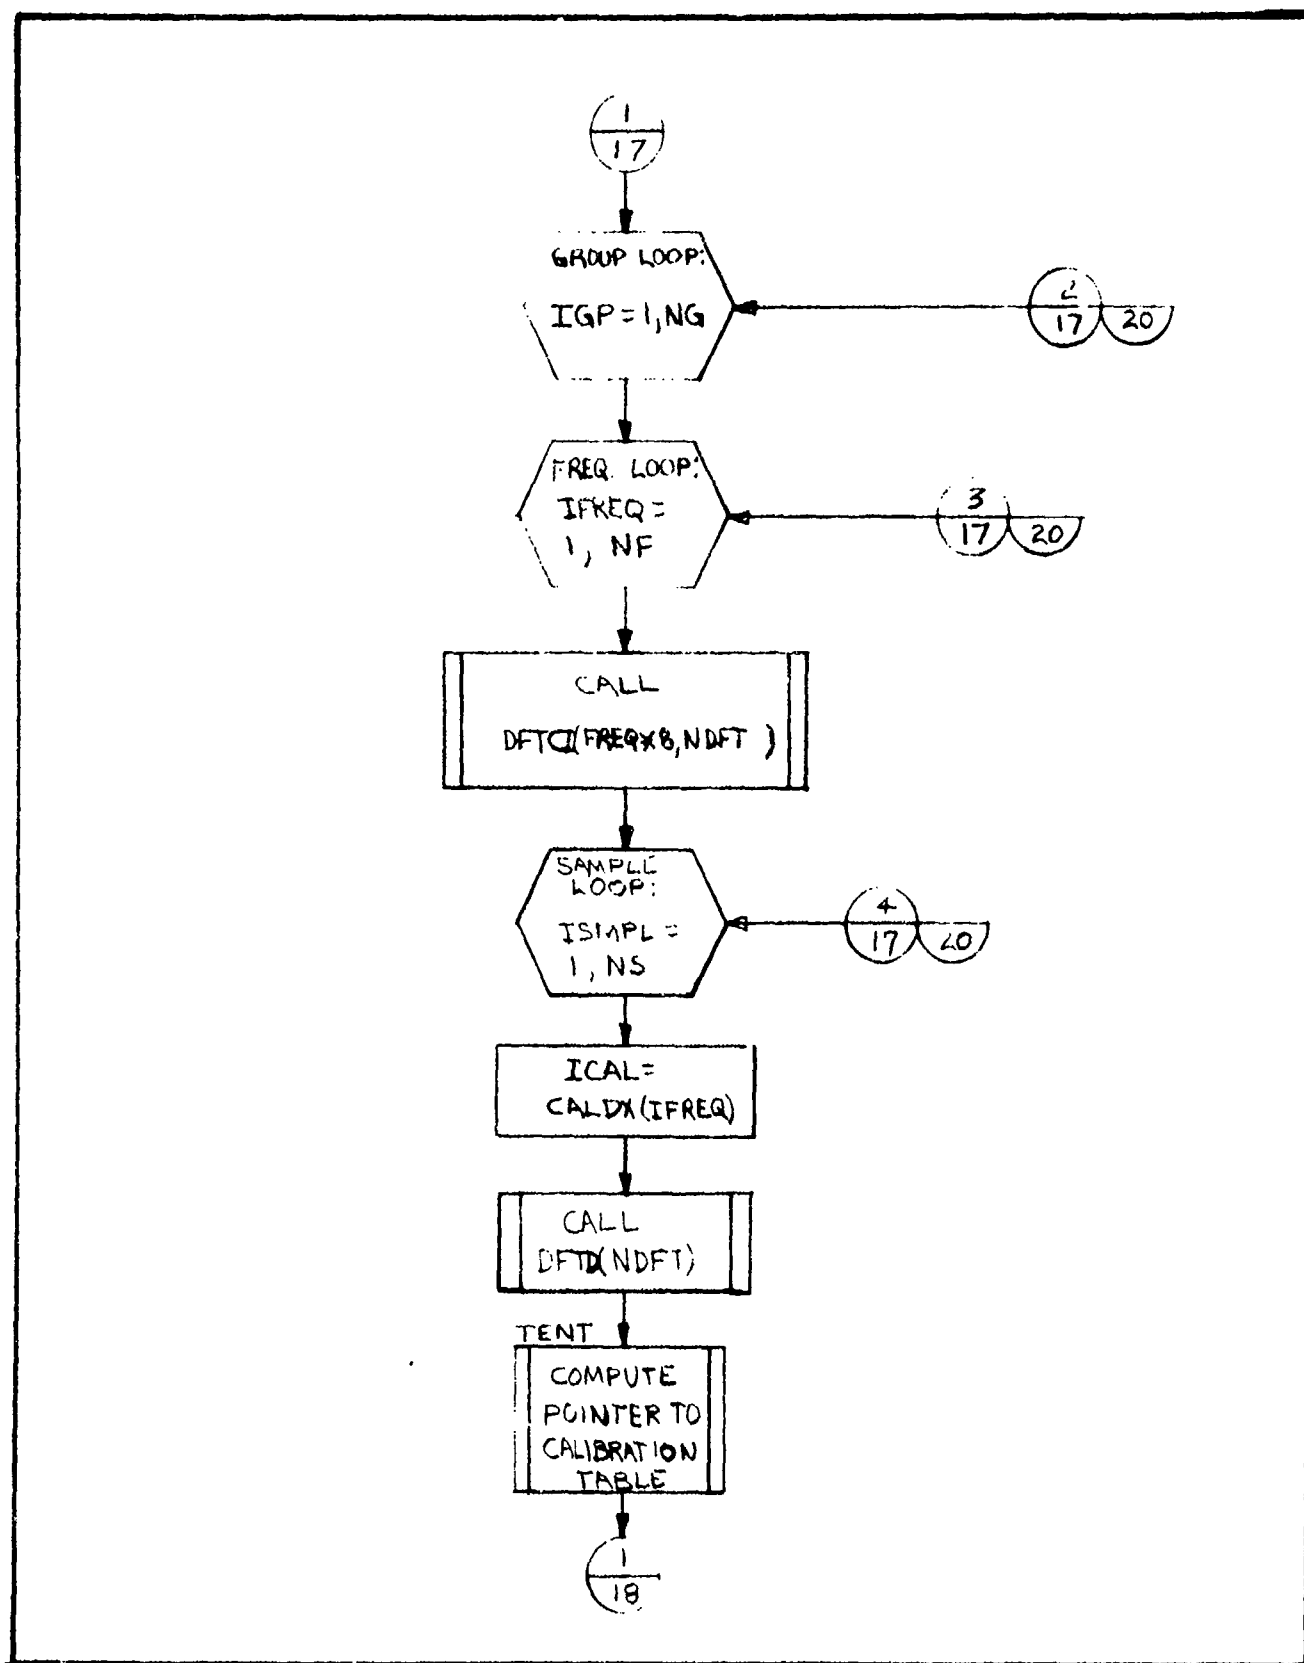 1
17
GROUP LOOP:
IGP = 1, NG
2
17
20
FREQ. LOOP:
IFREQ =
1, NF
3
17
20
CALL
NDFT )
SAMPLE
LOOP:
ISMPL =
1, NS
4
17
20
ICAL =
CALDX(IFREQ)
CALL
DFTD(NDFT)
TENT
COMPUTE
POINTER TO
CALIBRATION
TABLE
1
18